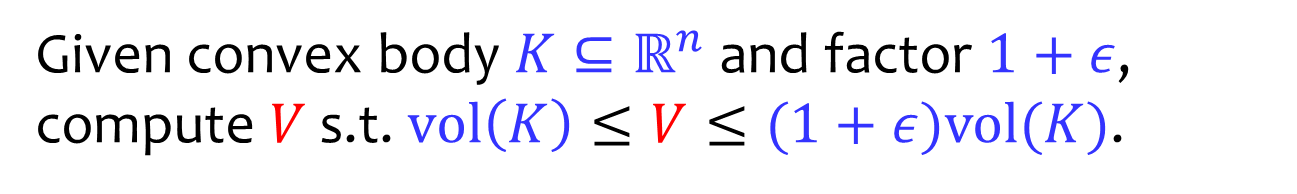 Given convex body K ⊆ ℝⁿ and factor 1 + ϵ,
compute V s.t. vol(K) ≤ V ≤ (1 + ϵ)vol(K).